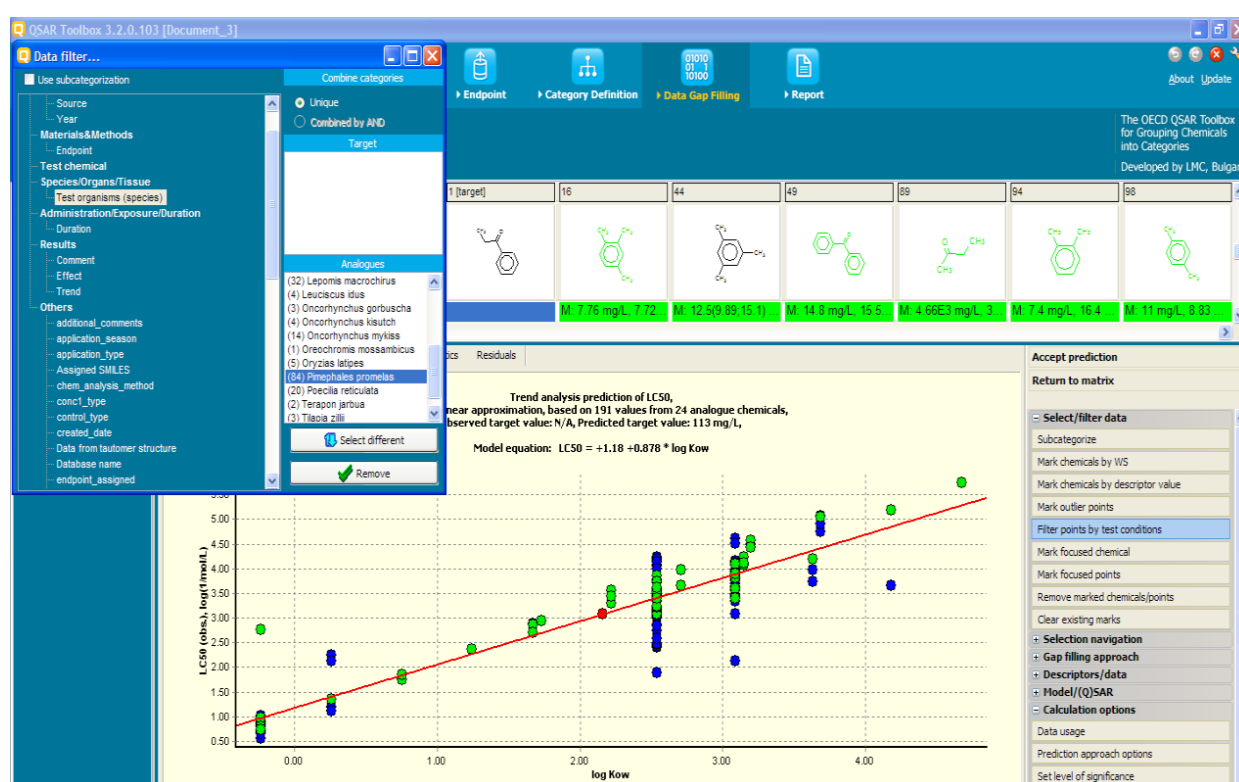 QSAR Toolbox 3.2.0.103 [Document_3]
Data filter...
Use subcategorization
Source
Year
Materials&Methods
Endpoint
Test chemical
Species/Organs/Tissue
Test organisms (species)
Administration/Exposure/Duration
Duration
Results
Comment
Effect
Trend
Others
additional_comments
application_season
application_type
Assigned SMILES
chem_analysis_method
conc1_type
control_type
created_date
Data from tautomer structure
Database name
endpoint_assigned
Combine categories
Unique
Combined by AND
Target
Analogues
(32) Lepomis macrochirus
(4) Leuciscus idus
(3) Oncorhynchus gorbuscha
(4) Oncorhynchus kisutch
(14) Oncorhynchus mykiss
(1) Oreochromis mossambicus
(5) Oryzias latipes
(84) Pimephales promelas
(20) Poecilia reticulata
(2) Terapon jarbua
(3) Tilapia zillii
Select different
Remove
Endpoint
Category Definition
01010
01 1
10100
Data Gap Filling
Report
About Update
The OECD QSAR Toolbox
for Grouping Chemicals
into Categories
Developed by LMC, Bulgar
1 [target] 16 44 49 89 94 98
M: 7.76 mg/L, 7.72... M: 12.5(9.89;15.1) ... M: 14.8 mg/L, 15.5... M: 4.66E3 mg/L, 3... M: 7.4 mg/L, 16.4 ... M: 11 mg/L, 8.83 ...
Residuals
Trend analysis prediction of LC50,
near approximation, based on 191 values from 24 analogue chemicals,
bserved target value: N/A, Predicted target value: 113 mg/L,
Model equation: LC50 = +1.18 +0.878 * log Kow
LC50 (obs.), log(1/mol/L)
5.50
5.00
4.50
4.00
3.50
3.00
2.50
2.00
1.50
1.00
0.50
0.00 1.00 2.00 3.00 4.00
log Kow
Accept prediction
Return to matrix
Select/filter data
Subcategorize
Mark chemicals by WS
Mark chemicals by descriptor value
Mark outlier points
Filter points by test conditions
Mark focused chemical
Mark focused points
Remove marked chemicals/points
Clear existing marks
Selection navigation
Gap filling approach
Descriptors/data
Model/(Q)SAR
Calculation options
Data usage
Prediction approach options
Set level of significance